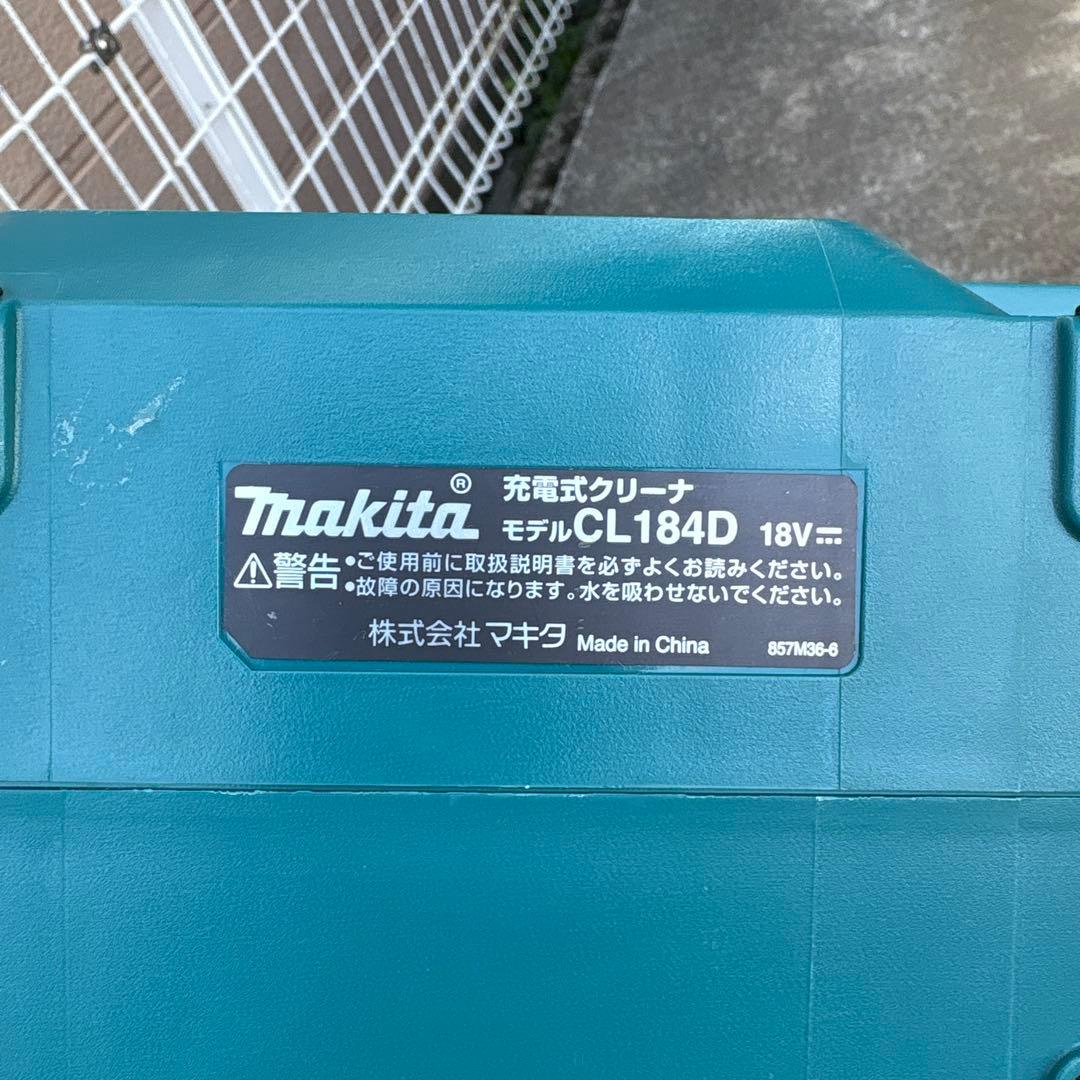 makita® 充電式クリーナ
モデルCL184D 18V⎓
⚠警告 •ご使用前に取扱説明書を必ずよくお読みください。
•故障の原因になります。水を吸わせないでください。
株式会社 マキタ Made in China 857M36-6